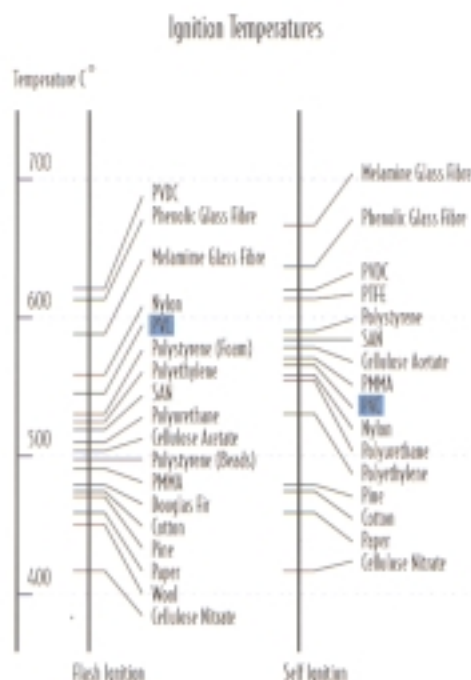 Ignition Temperatures
Temperature C°
700
600
500
400
PVDC
Phenolic Glass Fibre
Melamine Glass Fibre
Nylon
PVC
Polystyrene (Foam)
Polyethylene
SAN
Polyurethane
Cellulose Acetate
Polystyrene (Beads)
PMMA
Douglas Fir
Cotton
Pine
Paper
Wool
Cellulose Nitrate
Flash Ignition
Melamine Glass Fibre
Phenolic Glass Fibre
PVDC
PTFE
Polystyrene
SAN
Cellulose Acetate
PMMA
PVC
Nylon
Polyurethane
Polyethylene
Pine
Cotton
Paper
Cellulose Nitrate
Self Ignition